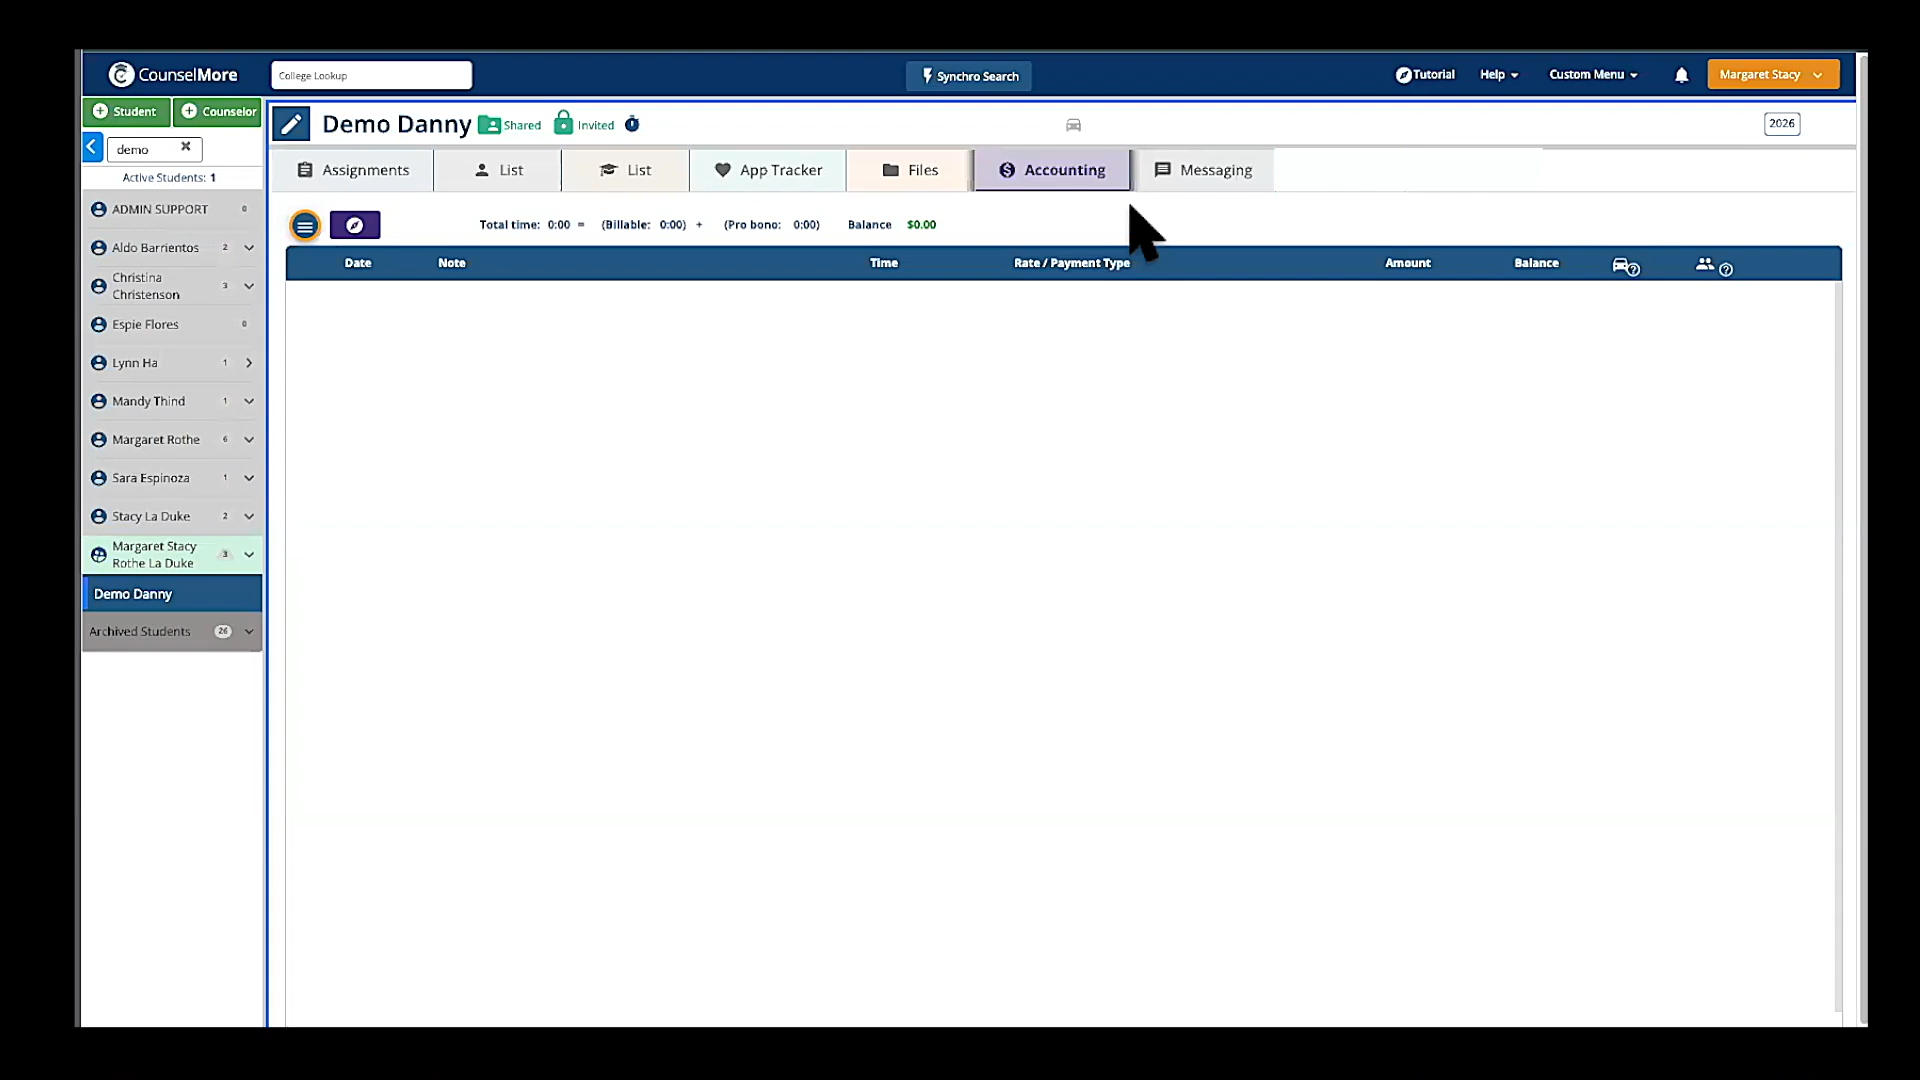 CounselMore
College Lookup
Synchro Search
Tutorial
Help
Custom Menu
Margaret Stacy
Student
Counselor
Demo Danny
Shared
Invited
2026
demo
Active Students: 1
Assignments
List
List
App Tracker
Files
Accounting
Messaging
Total time: 0:00 = (Billable: 0:00) + (Pro bono: 0:00) Balance $0.00
Date
Note
Time
Rate / Payment Type
Amount
Balance
ADMIN SUPPORT 0
Aldo Barrientos 2
Christina
Christenson 3
Espie Flores 0
Lynn Ha 1
Mandy Thind 1
Margaret Rothe 6
Sara Espinoza 1
Stacy La Duke 2
Margaret Stacy
Rothe La Duke 3
Demo Danny
Archived Students 26